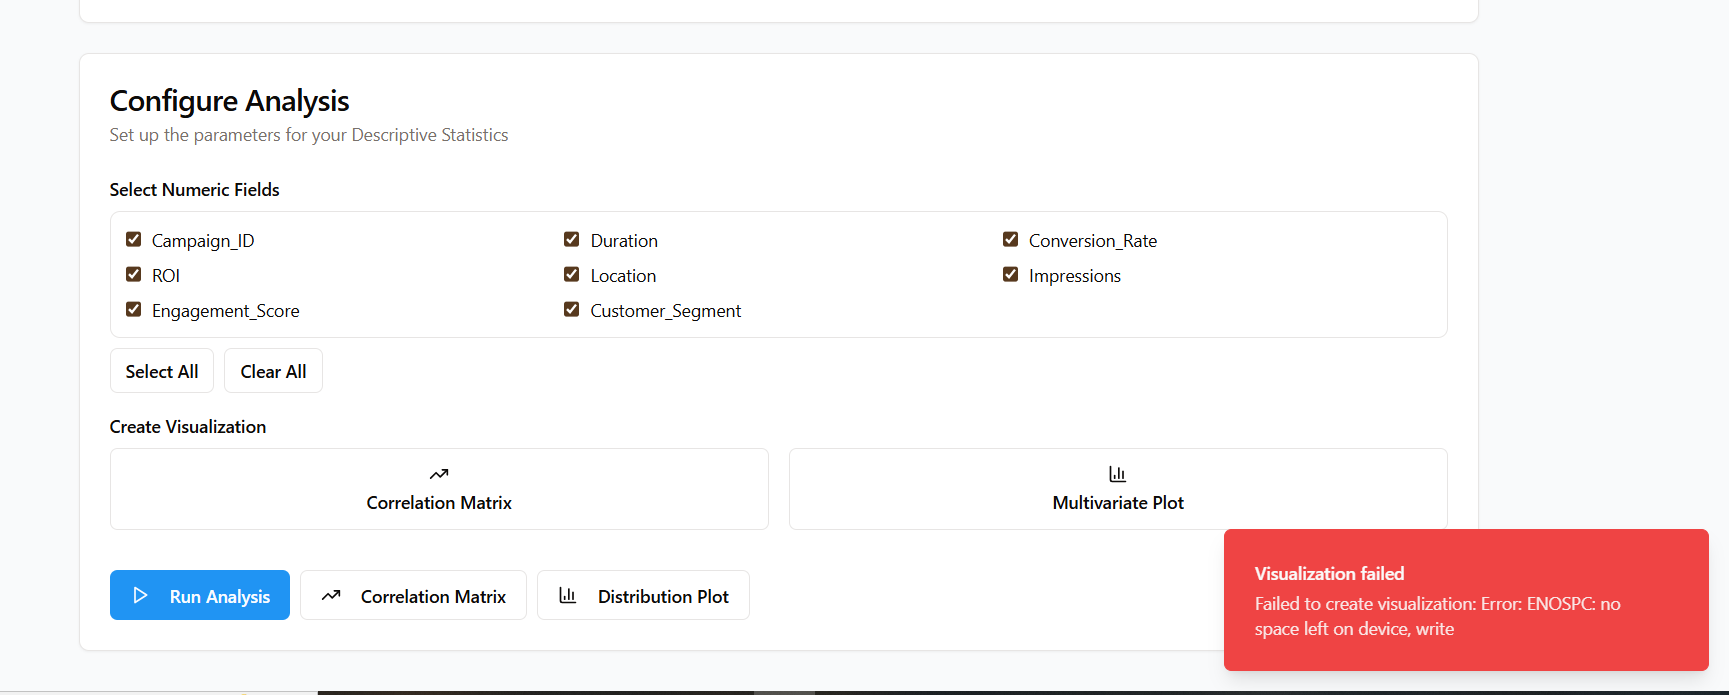 Configure Analysis
Set up the parameters for your Descriptive Statistics
Select Numeric Fields
Campaign_ID
Duration
Conversion_Rate
ROI
Location
Impressions
Engagement_Score
Customer_Segment
Select All
Clear All
Create Visualization
Correlation Matrix
Multivariate Plot
Run Analysis
Correlation Matrix
Distribution Plot
Visualization failed
Failed to create visualization: Error: ENOSPC: no
space left on device, write